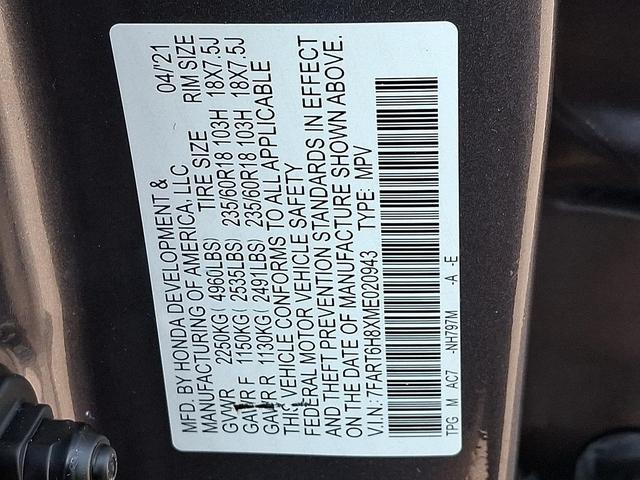 MFD. BY HONDA DEVELOPMENT & 04/'21
MANUFACTURING OF AMERICA, LLC TIRE SIZE RIM SIZE
GVWR 2250KG( 4960LBS) 235/60R18 103H 18X7.5J
GAWR F 1150KG( 2535LBS) 235/60R18 103H 18X7.5J
GAWR R 1130KG( 2491LBS)
THIS VEHICLE CONFORMS TO ALL APPLICABLE
FEDERAL MOTOR VEHICLE SAFETY
AND THEFT PREVENTION STANDARDS IN EFFECT
ON THE DATE OF MANUFACTURE SHOWN ABOVE.
V.I.N.: 7FART6H8XME020943 TYPE: MPV
TPG M AC7 -NH797M -A -E